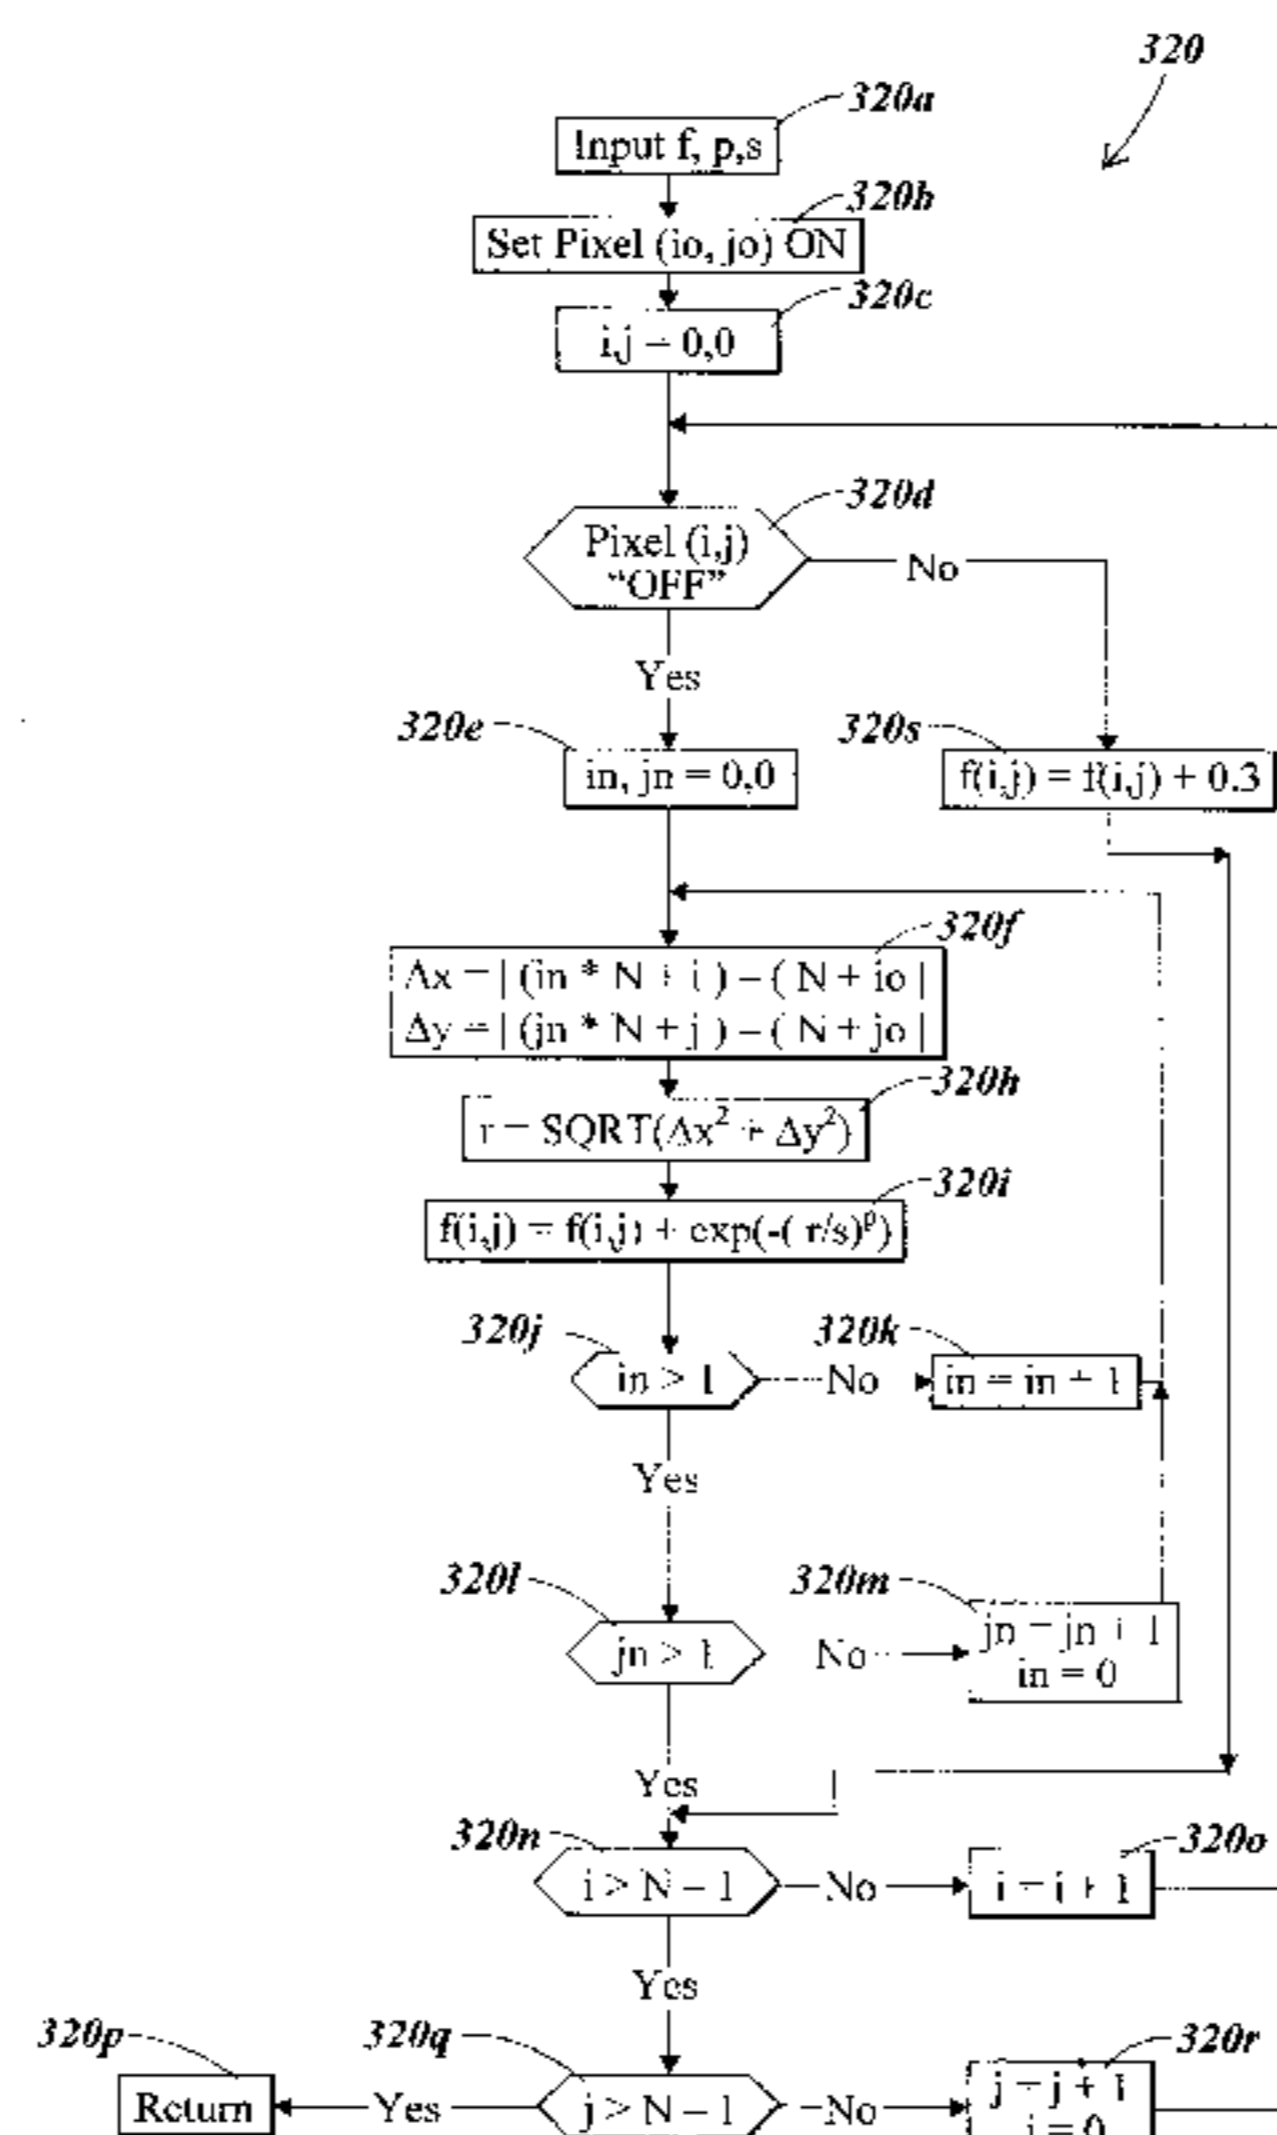 320
320a
Input f, p,s
320b
Set Pixel (io, jo) ON
320c
i,j = 0,0
320d
Pixel (i,j)
“OFF”
No
Yes
320e
in, jn = 0,0
320s
f(i,j) = f(i,j) + 0.3
320f
Δx = | (in * N + i ) – ( N + io |
Δy = | (jn * N + j ) – ( N + jo |
320h
r = SQRT(Δx² + Δy²)
320i
f(i,j) = f(i,j) + exp(-( r/s)ᵖ)
320j
in > 1
No
320k
in = in + 1
Yes
320l
jn > 1
No
320m
jn = jn + 1
in = 0
Yes
320n
i > N – 1
No
320o
i = i + 1
Yes
320p
Return
Yes
320q
j > N – 1
No
320r
j = j + 1
i = 0